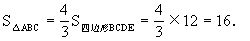 S△ABC = 4/3 S四边形BCDE = 4/3 × 12 = 16.